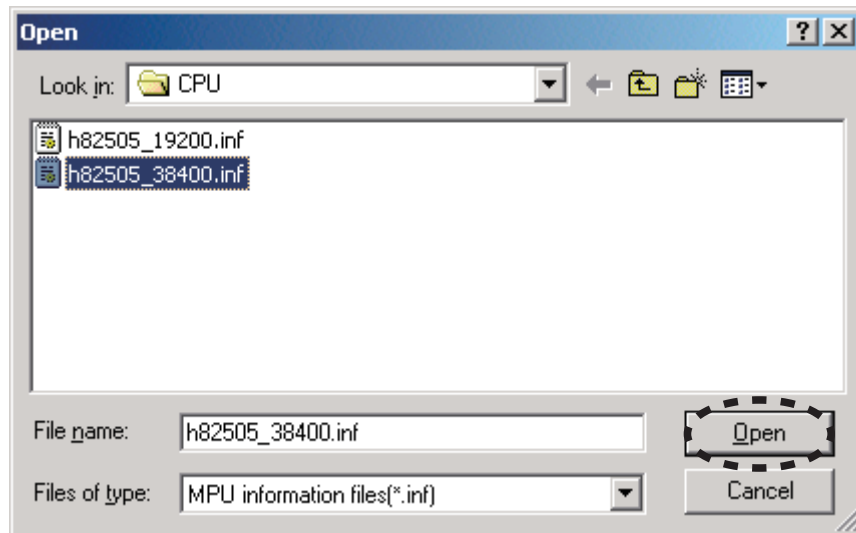 Open
Look in: CPU
h82505_19200.inf
h82505_38400.inf
File name: h82505_38400.inf Open
Files of type: MPU information files(*.inf) Cancel